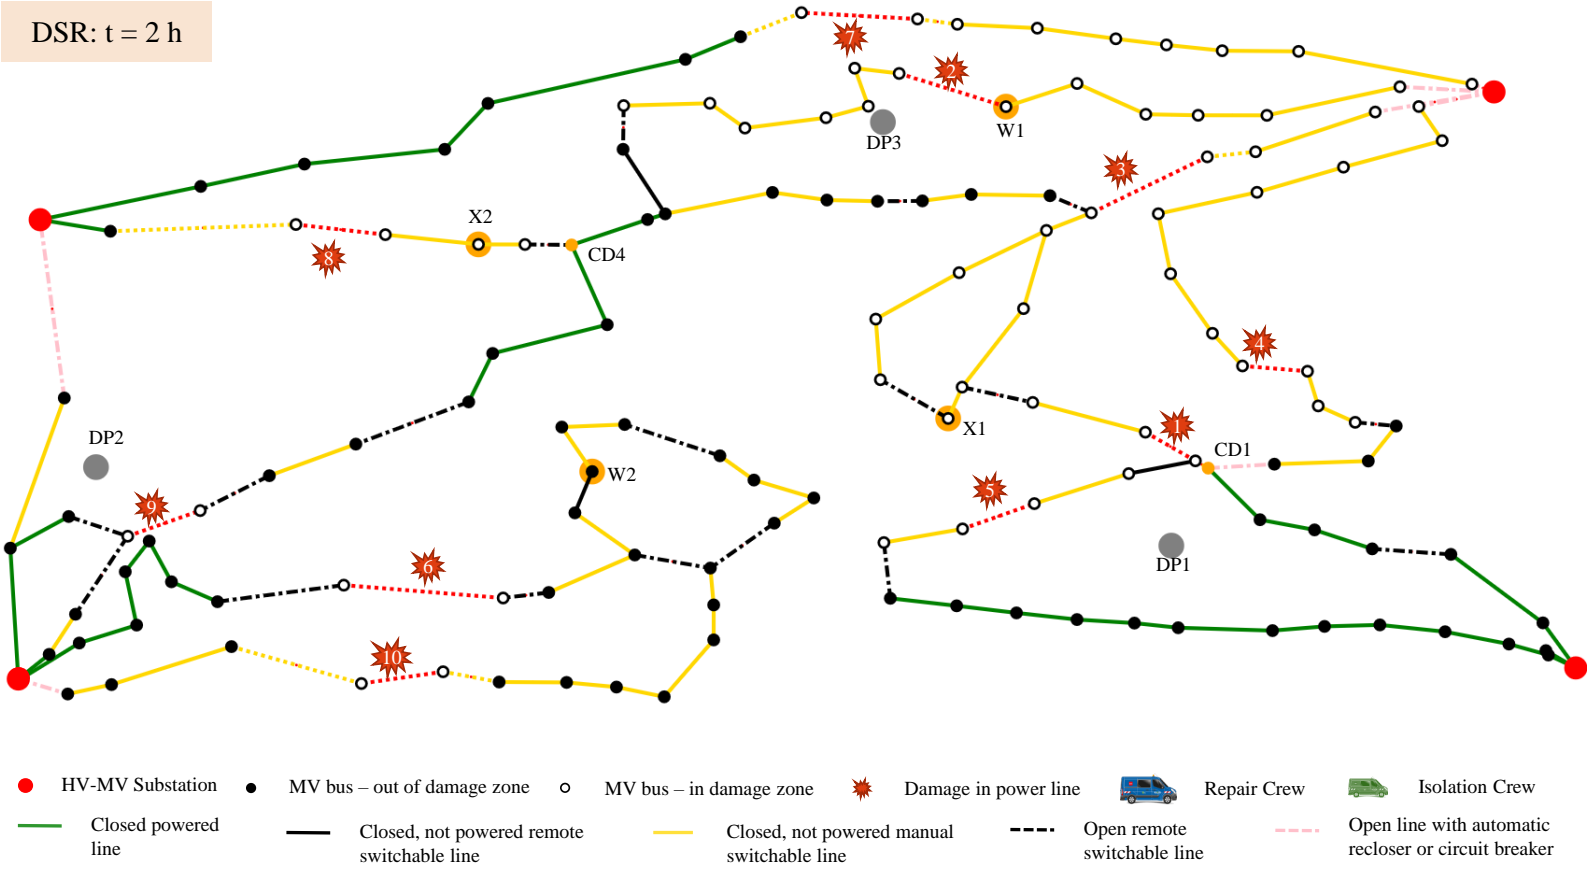 DSR: t = 2 h
7
2
W1
DP3
3
X2
8
CD4
4
DP2
X1
1
CD1
W2
5
9
6
DP1
10
HV-MV Substation
MV bus – out of damage zone
MV bus – in damage zone
Damage in power line
Repair Crew
Isolation Crew
Closed powered
line
Closed, not powered remote
switchable line
Closed, not powered manual
switchable line
Open remote
switchable line
Open line with automatic
recloser or circuit breaker